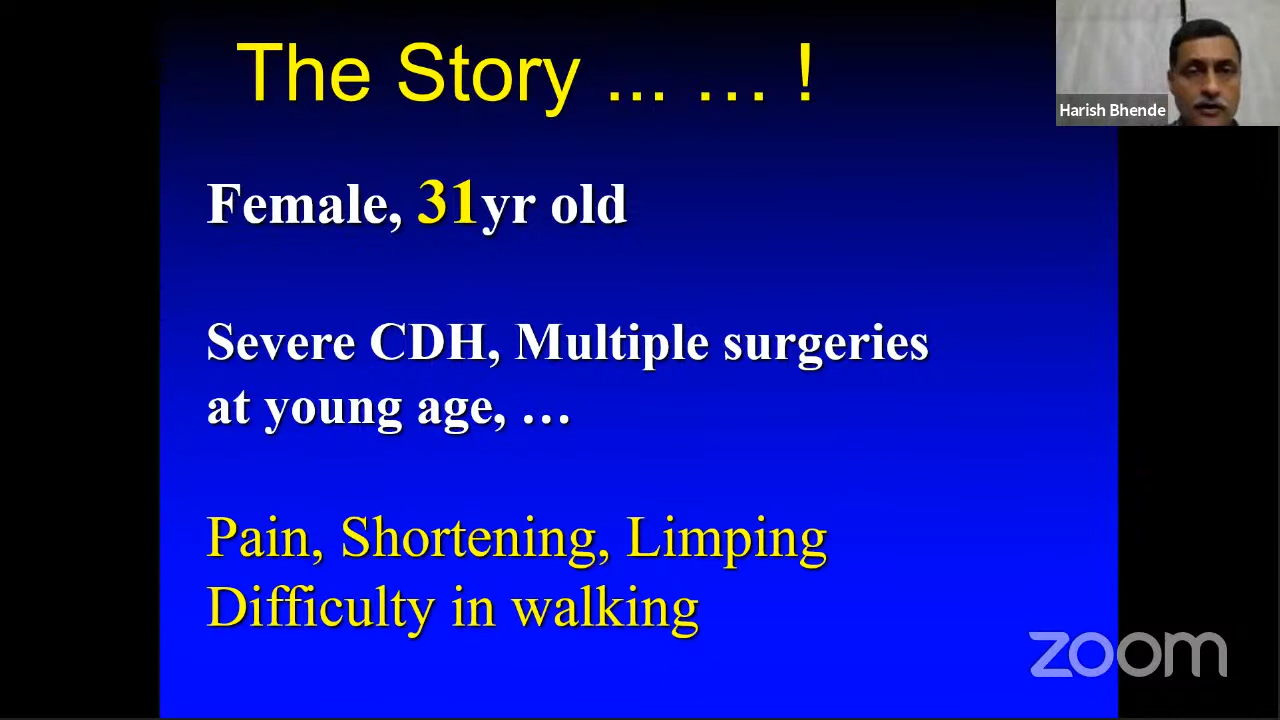 The Story ... ... !
Harish Bhende
Female, 31yr old
Severe CDH, Multiple surgeries
at young age, ...
Pain, Shortening, Limping
Difficulty in walking
zoom